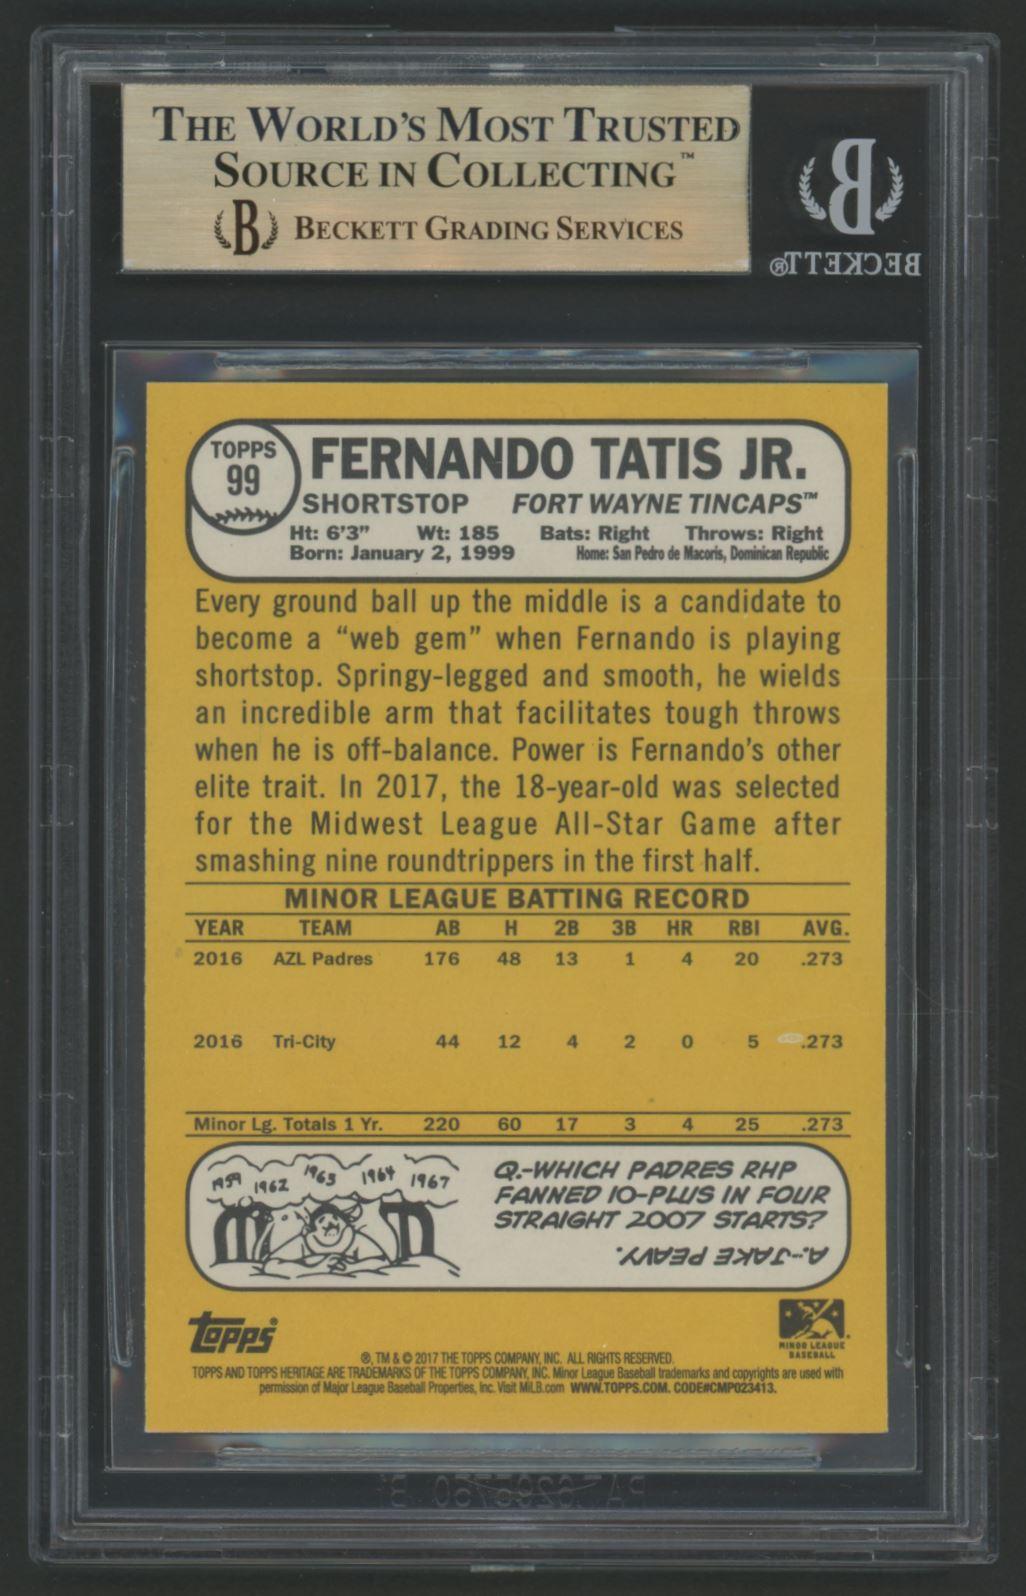 THE WORLD'S MOST TRUSTED
SOURCE IN COLLECTING™
B BECKETT GRADING SERVICES
B
BECKETT®
TOPPS
99
FERNANDO TATIS JR.
SHORTSTOP FORT WAYNE TINCAPS™
Ht: 6'3" Wt: 185 Bats: Right Throws: Right
Born: January 2, 1999 Home: San Pedro de Macoris, Dominican Republic
Every ground ball up the middle is a candidate to
become a “web gem” when Fernando is playing
shortstop. Springy-legged and smooth, he wields
an incredible arm that facilitates tough throws
when he is off-balance. Power is Fernando's other
elite trait. In 2017, the 18-year-old was selected
for the Midwest League All-Star Game after
smashing nine roundtrippers in the first half.
MINOR LEAGUE BATTING RECORD
YEAR TEAM AB H 2B 3B HR RBI AVG.
2016 AZL Padres 176 48 13 1 4 20 .273
2016 Tri-City 44 12 4 2 0 5 .273
Minor Lg. Totals 1 Yr. 220 60 17 3 4 25 .273
1959 1962 1963 1964 1967
Q.-WHICH PADRES RHP
FANNED 10-PLUS IN FOUR
STRAIGHT 2007 STARTS?
A.-JAKE PEAVY.
Topps®
MINOR LEAGUE
BASEBALL
®, TM & © 2017 THE TOPPS COMPANY, INC. ALL RIGHTS RESERVED.
TOPPS AND TOPPS HERITAGE ARE TRADEMARKS OF THE TOPPS COMPANY, INC. Minor League Baseball trademarks and copyrights are used with
permission of Major League Baseball Properties, Inc. Visit MiLB.com WWW.TOPPS.COM. CODE#CMP023413.